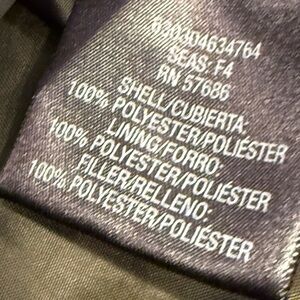 630304634764
SEAS: F4
RN 57686
SHELL/CUBIERTA.
100% POLYESTER/POLIÉSTER
LINING/FORRO:
100% POLYESTER/POLIÉSTER
FILLER/RELLENO:
100% POLYESTER/POLIÉSTER